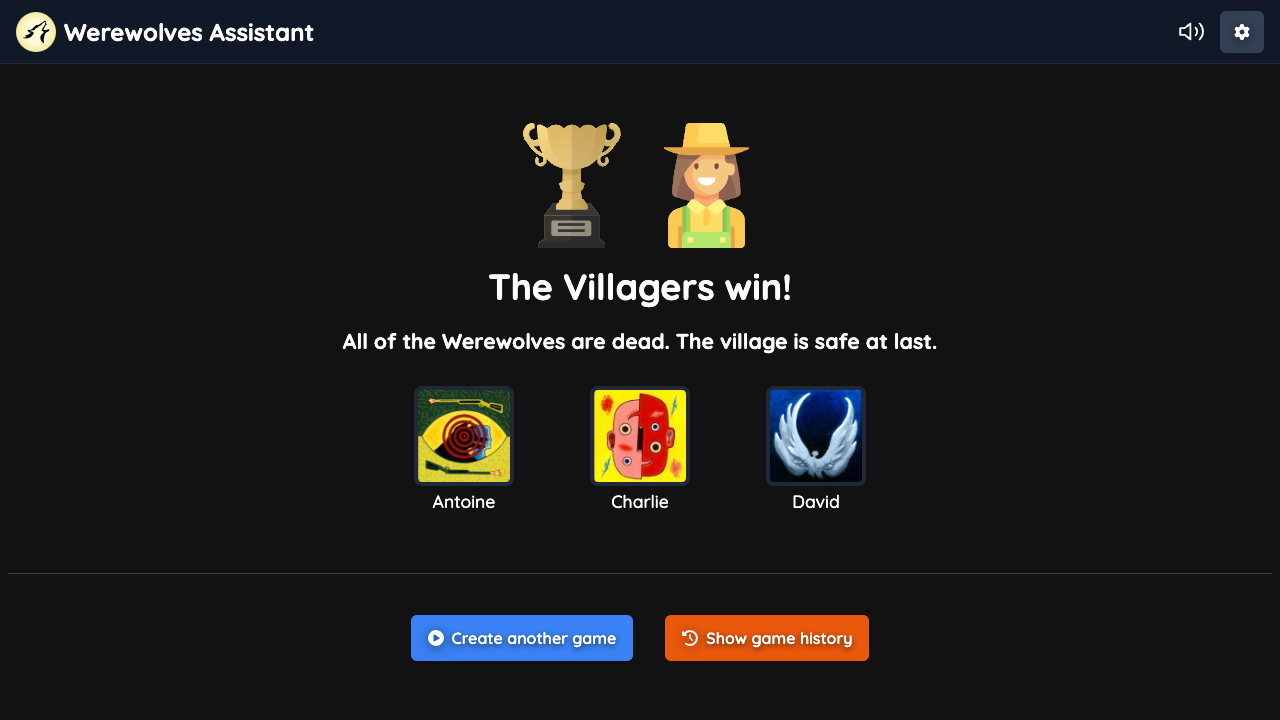 Werewolves Assistant
The Villagers win!
All of the Werewolves are dead. The village is safe at last.
Antoine
Charlie
David
Create another game
Show game history